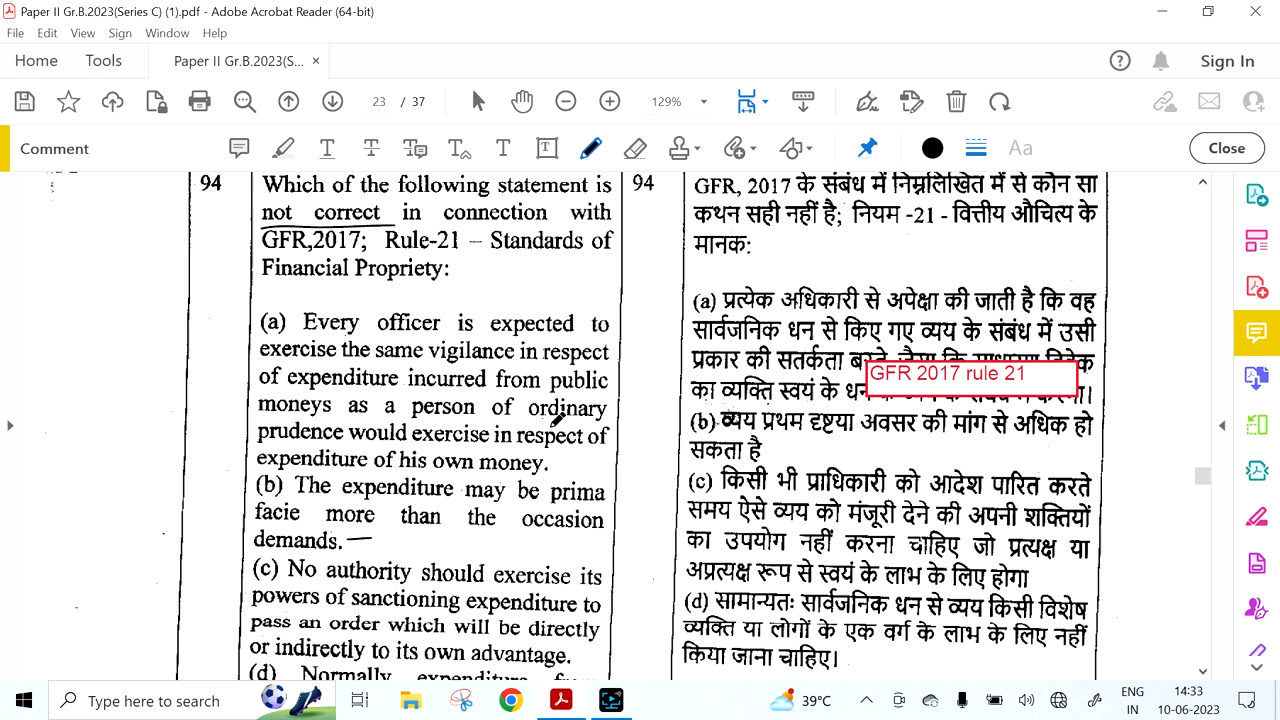 Paper II Gr.B.2023(Series C) (1).pdf - Adobe Acrobat Reader (64-bit)
File Edit View Sign Window Help
Home Tools Paper II Gr.B.2023(S... × Sign In
23 / 37 129%
Comment Aa Close
94 Which of the following statement is
not correct in connection with
GFR,2017; Rule-21 – Standards of
Financial Propriety:
(a) Every officer is expected to
exercise the same vigilance in respect
of expenditure incurred from public
moneys as a person of ordinary
prudence would exercise in respect of
expenditure of his own money.
(b) The expenditure may be prima
facie more than the occasion
demands.
(c) No authority should exercise its
powers of sanctioning expenditure to
pass an order which will be directly
or indirectly to its own advantage.
(d) Normally expenditure from
94 GFR, 2017 के संबंध में निम्नलिखित में से कौन सा
कथन सही नहीं है; नियम -21 - वित्तीय औचित्य के
मानक:
(a) प्रत्येक अधिकारी से अपेक्षा की जाती है कि वह
सार्वजनिक धन से किए गए व्यय के संबंध में उसी
प्रकार की सतर्कता
GFR 2017 rule 21
का व्यक्ति स्वयं के
(b) व्यय प्रथम दृष्टया अवसर की मांग से अधिक हो
सकता है
(c) किसी भी प्राधिकारी को आदेश पारित करते
समय ऐसे व्यय को मंजूरी देने की अपनी शक्तियों
का उपयोग नहीं करना चाहिए जो प्रत्यक्ष या
अप्रत्यक्ष रूप से स्वयं के लाभ के लिए होगा
(d) सामान्यतः सार्वजनिक धन से व्यय किसी विशेष
व्यक्ति या लोगों के एक वर्ग के लाभ के लिए नहीं
किया जाना चाहिए।
Type here to search 39°C ENG 14:33
IN 10-06-2023